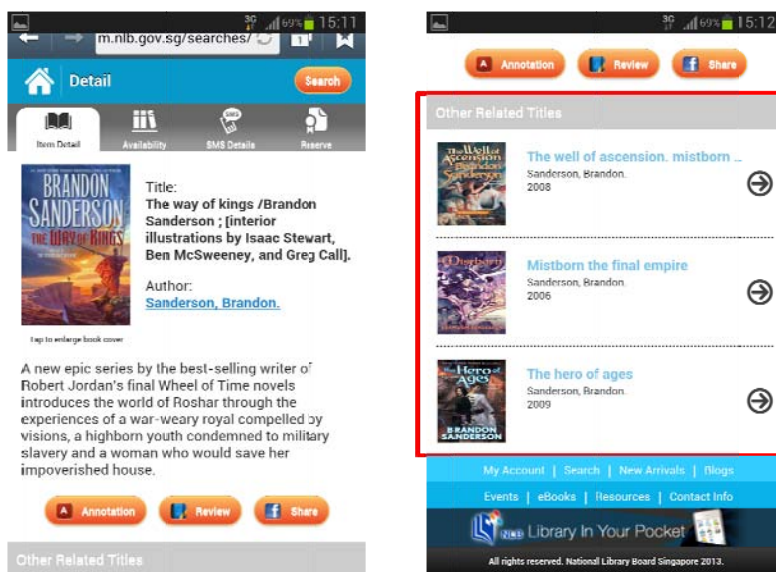 3G 69% 15:11
m.nlb.gov.sg/searches/
1
Detail
Search
Item Detail
Availability
SMS Details
Reserve
BRANDON
SANDERSON
THE WAY OF KINGS
Title:
The way of kings /Brandon
Sanderson ; [interior
illustrations by Isaac Stewart,
Ben McSweeney, and Greg Call].
Author:
Sanderson, Brandon.
Tap to enlarge book cover
A new epic series by the best-selling writer of
Robert Jordan's final Wheel of Time novels
introduces the world of Roshar through the
experiences of a war-weary royal compelled by
visions, a highborn youth condemned to military
slavery and a woman who would save her
impoverished house.
Annotation
Review
Share
Other Related Titles
3G 69% 15:12
Annotation
Review
Share
Other Related Titles
The Well of
Ascension
Brandon
Sanderson
The well of ascension. mistborn ...
Sanderson, Brandon.
2008
Mistborn
Mistborn the final empire
Sanderson, Brandon.
2006
The Hero of
Ages
BRANDON
SANDERSON
The hero of ages
Sanderson, Brandon.
2009
My Account | Search | New Arrivals | Blogs
Events | eBooks | Resources | Contact Info
NLB Library In Your Pocket
All rights reserved. National Library Board Singapore 2013.